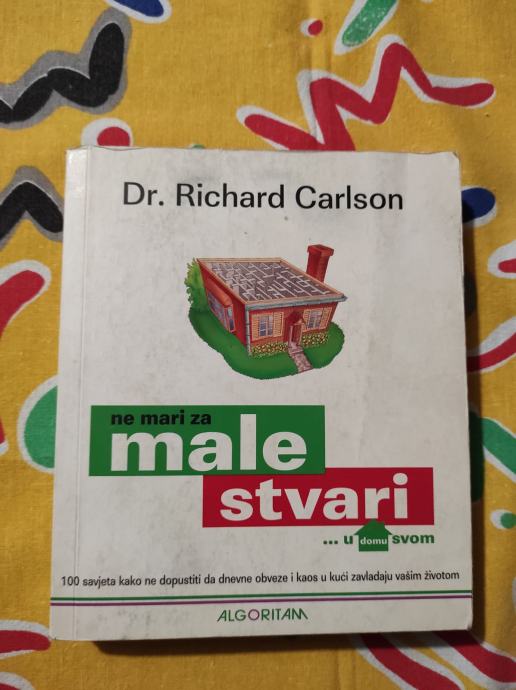 Dr. Richard Carlson
ne mari za
male
stvari
... u domu svom
100 savjeta kako ne dopustiti da dnevne obveze i kaos u kući zavladaju vašim životom
ALGORITAM